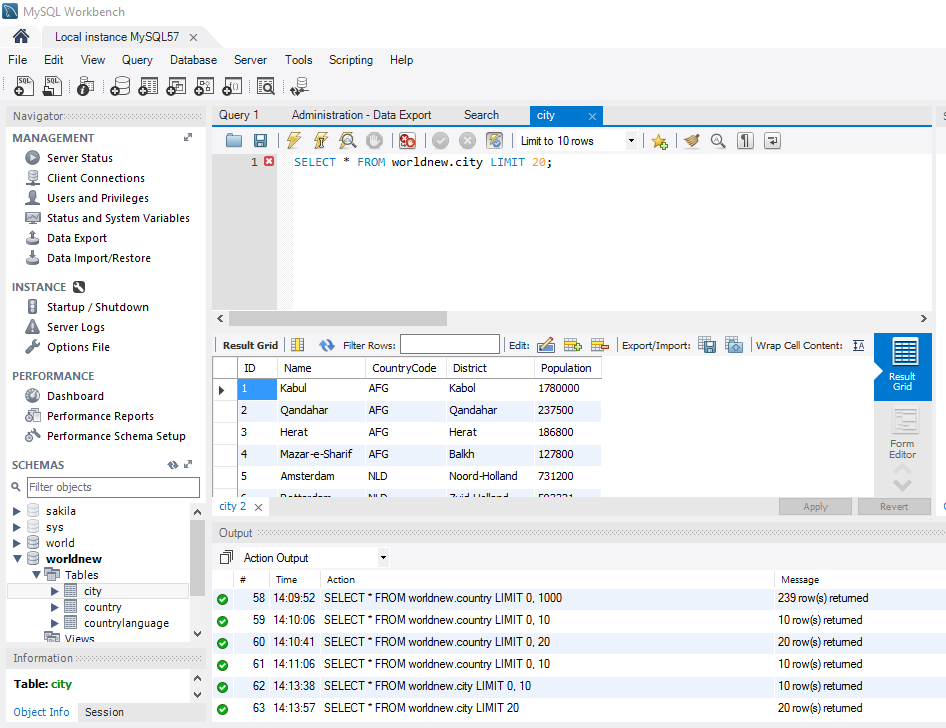 MySQL Workbench
Local instance MySQL57
File Edit View Query Database Server Tools Scripting Help
Navigator
MANAGEMENT
Server Status
Client Connections
Users and Privileges
Status and System Variables
Data Export
Data Import/Restore
INSTANCE
Startup / Shutdown
Server Logs
Options File
PERFORMANCE
Dashboard
Performance Reports
Performance Schema Setup
SCHEMAS
Filter objects
sakila
sys
world
worldnew
Tables
city
country
countrylanguage
Views
Information
Table: city
Object Info Session
Query 1 Administration - Data Export Search city
Limit to 10 rows
1 SELECT * FROM worldnew.city LIMIT 20;
Result Grid Filter Rows: Edit: Export/Import: Wrap Cell Content:
ID Name CountryCode District Population
1 Kabul AFG Kabol 1780000
2 Qandahar AFG Qandahar 237500
3 Herat AFG Herat 186800
4 Mazar-e-Sharif AFG Balkh 127800
5 Amsterdam NLD Noord-Holland 731200
Result Grid
Form Editor
city 2 Apply Revert
Output
Action Output
# Time Action Message
58 14:09:52 SELECT * FROM worldnew.country LIMIT 0, 1000 239 row(s) returned
59 14:10:06 SELECT * FROM worldnew.country LIMIT 0, 10 10 row(s) returned
60 14:10:41 SELECT * FROM worldnew.country LIMIT 0, 20 20 row(s) returned
61 14:11:06 SELECT * FROM worldnew.country LIMIT 0, 10 10 row(s) returned
62 14:13:38 SELECT * FROM worldnew.city LIMIT 0, 10 10 row(s) returned
63 14:13:57 SELECT * FROM worldnew.city LIMIT 20 20 row(s) returned